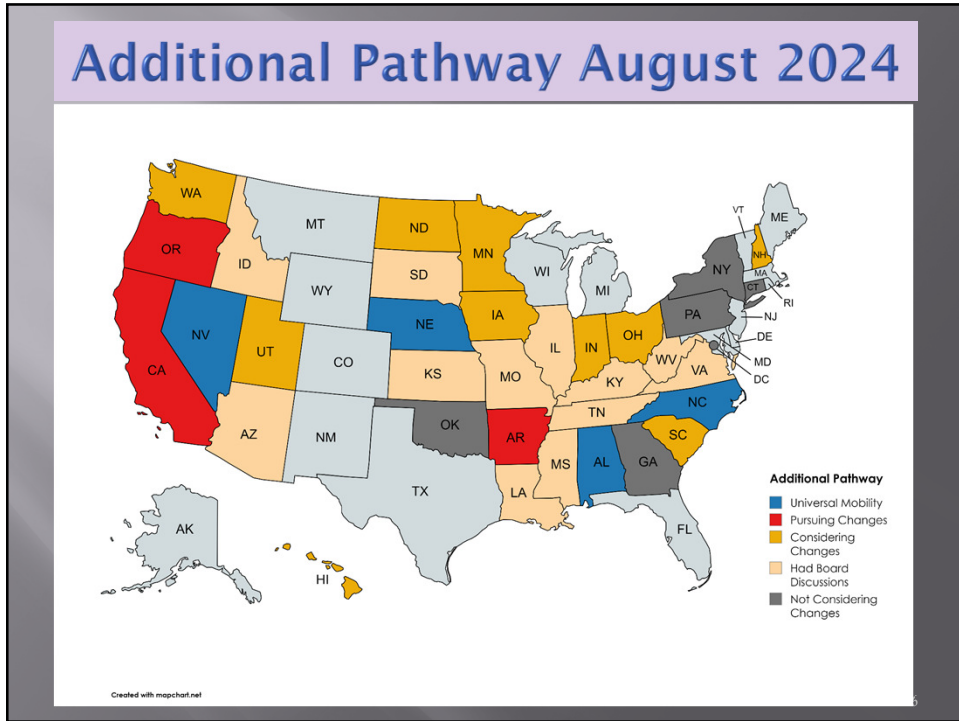 Additional Pathway August 2024
WA
MT
ND
MN
VT
ME
OR
ID
SD
WI
NY
NH
MA
WY
MI
CT
RI
IA
PA
NJ
NV
NE
OH
DE
UT
IL
IN
MD
CA
CO
WV
DC
KS
MO
KY
VA
AZ
NM
OK
AR
TN
NC
SC
MS
AL
GA
TX
LA
AK
FL
HI
Additional Pathway
Universal Mobility
Pursuing Changes
Considering
Changes
Had Board
Discussions
Not Considering
Changes
Created with mapchart.net
6